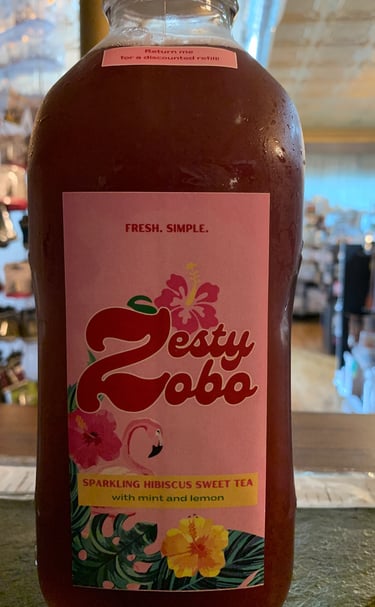 Return me
for a discounted refill!
FRESH. SIMPLE.
Zesty
Zobo
SPARKLING HIBISCUS SWEET TEA
with mint and lemon